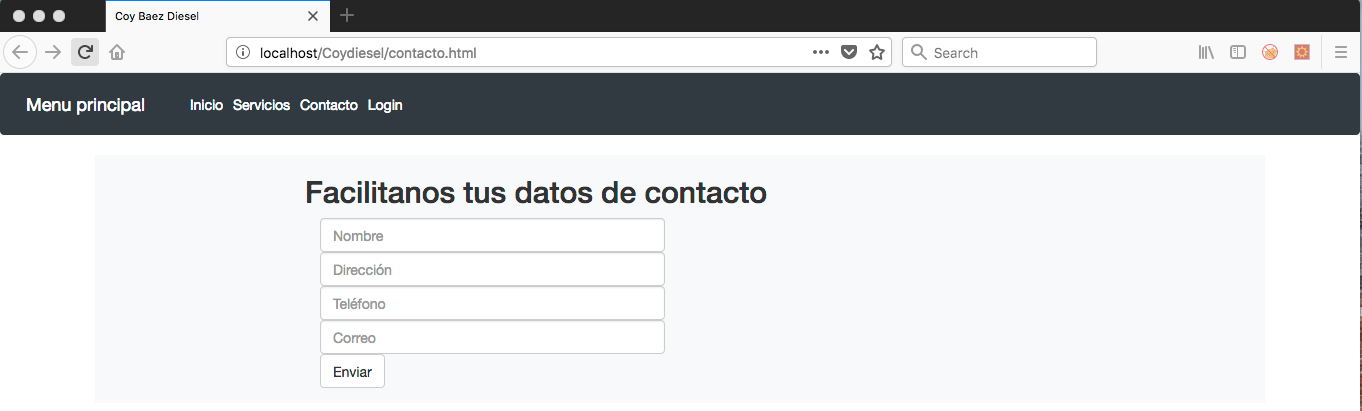 Coy Baez Diesel
localhost/Coydiesel/contacto.html
Search
Menu principal Inicio Servicios Contacto Login
Facilitanos tus datos de contacto
Nombre
Dirección
Teléfono
Correo
Enviar